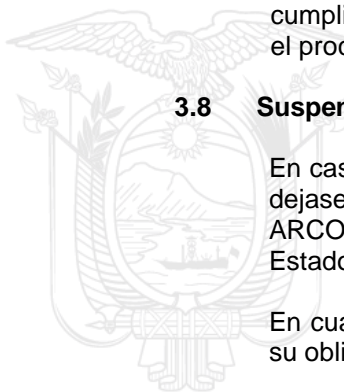 cumpli
el proc
3.8 Suspen
En cas
dejase
ARCO
Estado
En cua
su obli